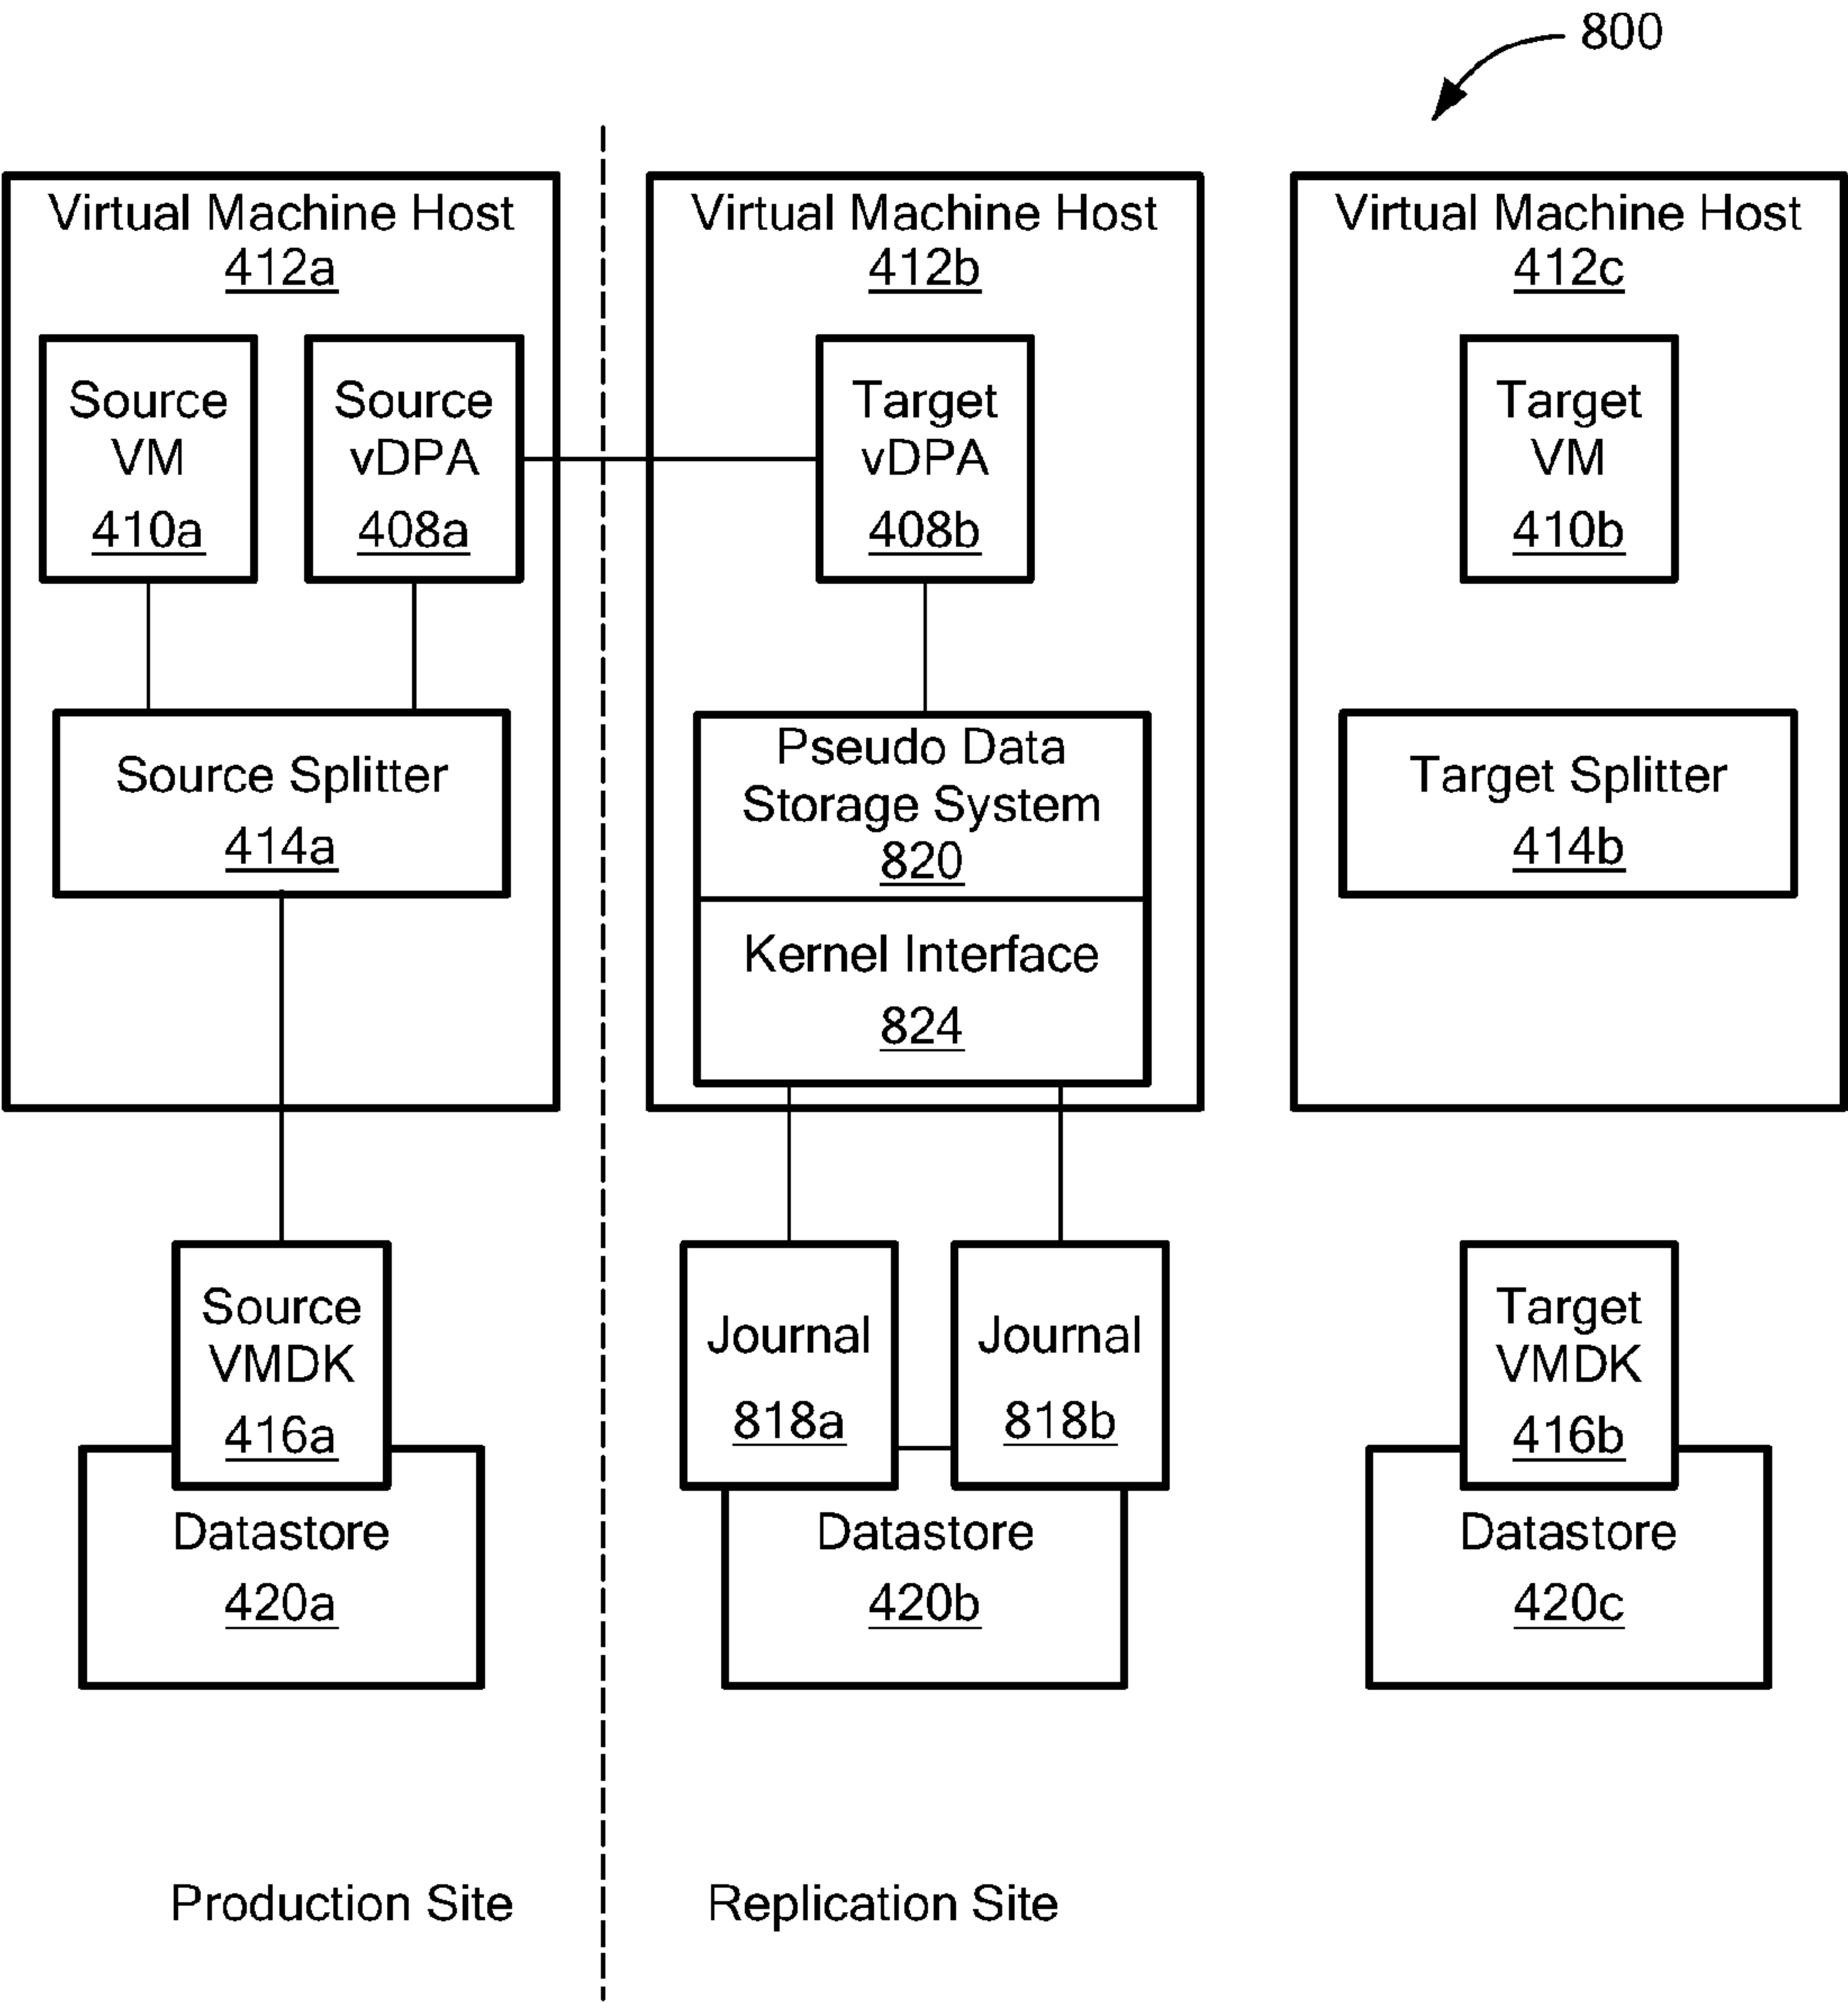 800
Virtual Machine Host
412a
Source
VM
410a
Source
vDPA
408a
Source Splitter
414a
Source
VMDK
416a
Datastore
420a
Production Site
Virtual Machine Host
412b
Target
vDPA
408b
Pseudo Data
Storage System
820
Kernel Interface
824
Journal
818a
Journal
818b
Datastore
420b
Replication Site
Virtual Machine Host
412c
Target
VM
410b
Target Splitter
414b
Target
VMDK
416b
Datastore
420c